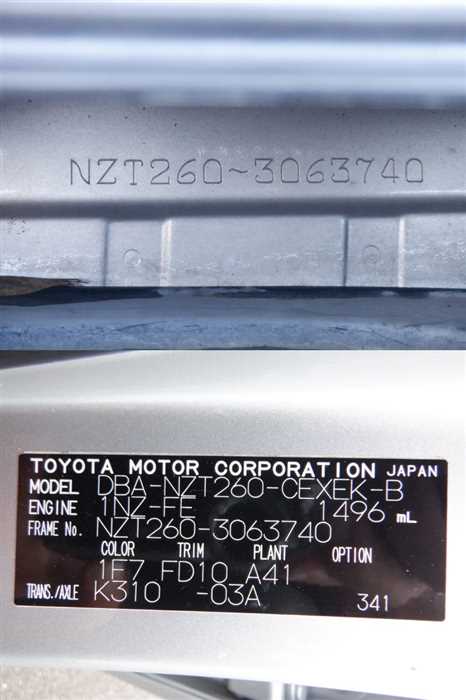 NZT260~3063740
TOYOTA MOTOR CORPORATION JAPAN
MODEL DBA-NZT260-CEXEK-B
ENGINE 1NZ-FE 1496 mL
FRAME No. NZT260-3063740
COLOR TRIM PLANT OPTION
1F7 FD10 A41
TRANS./AXLE K310 -03A
341